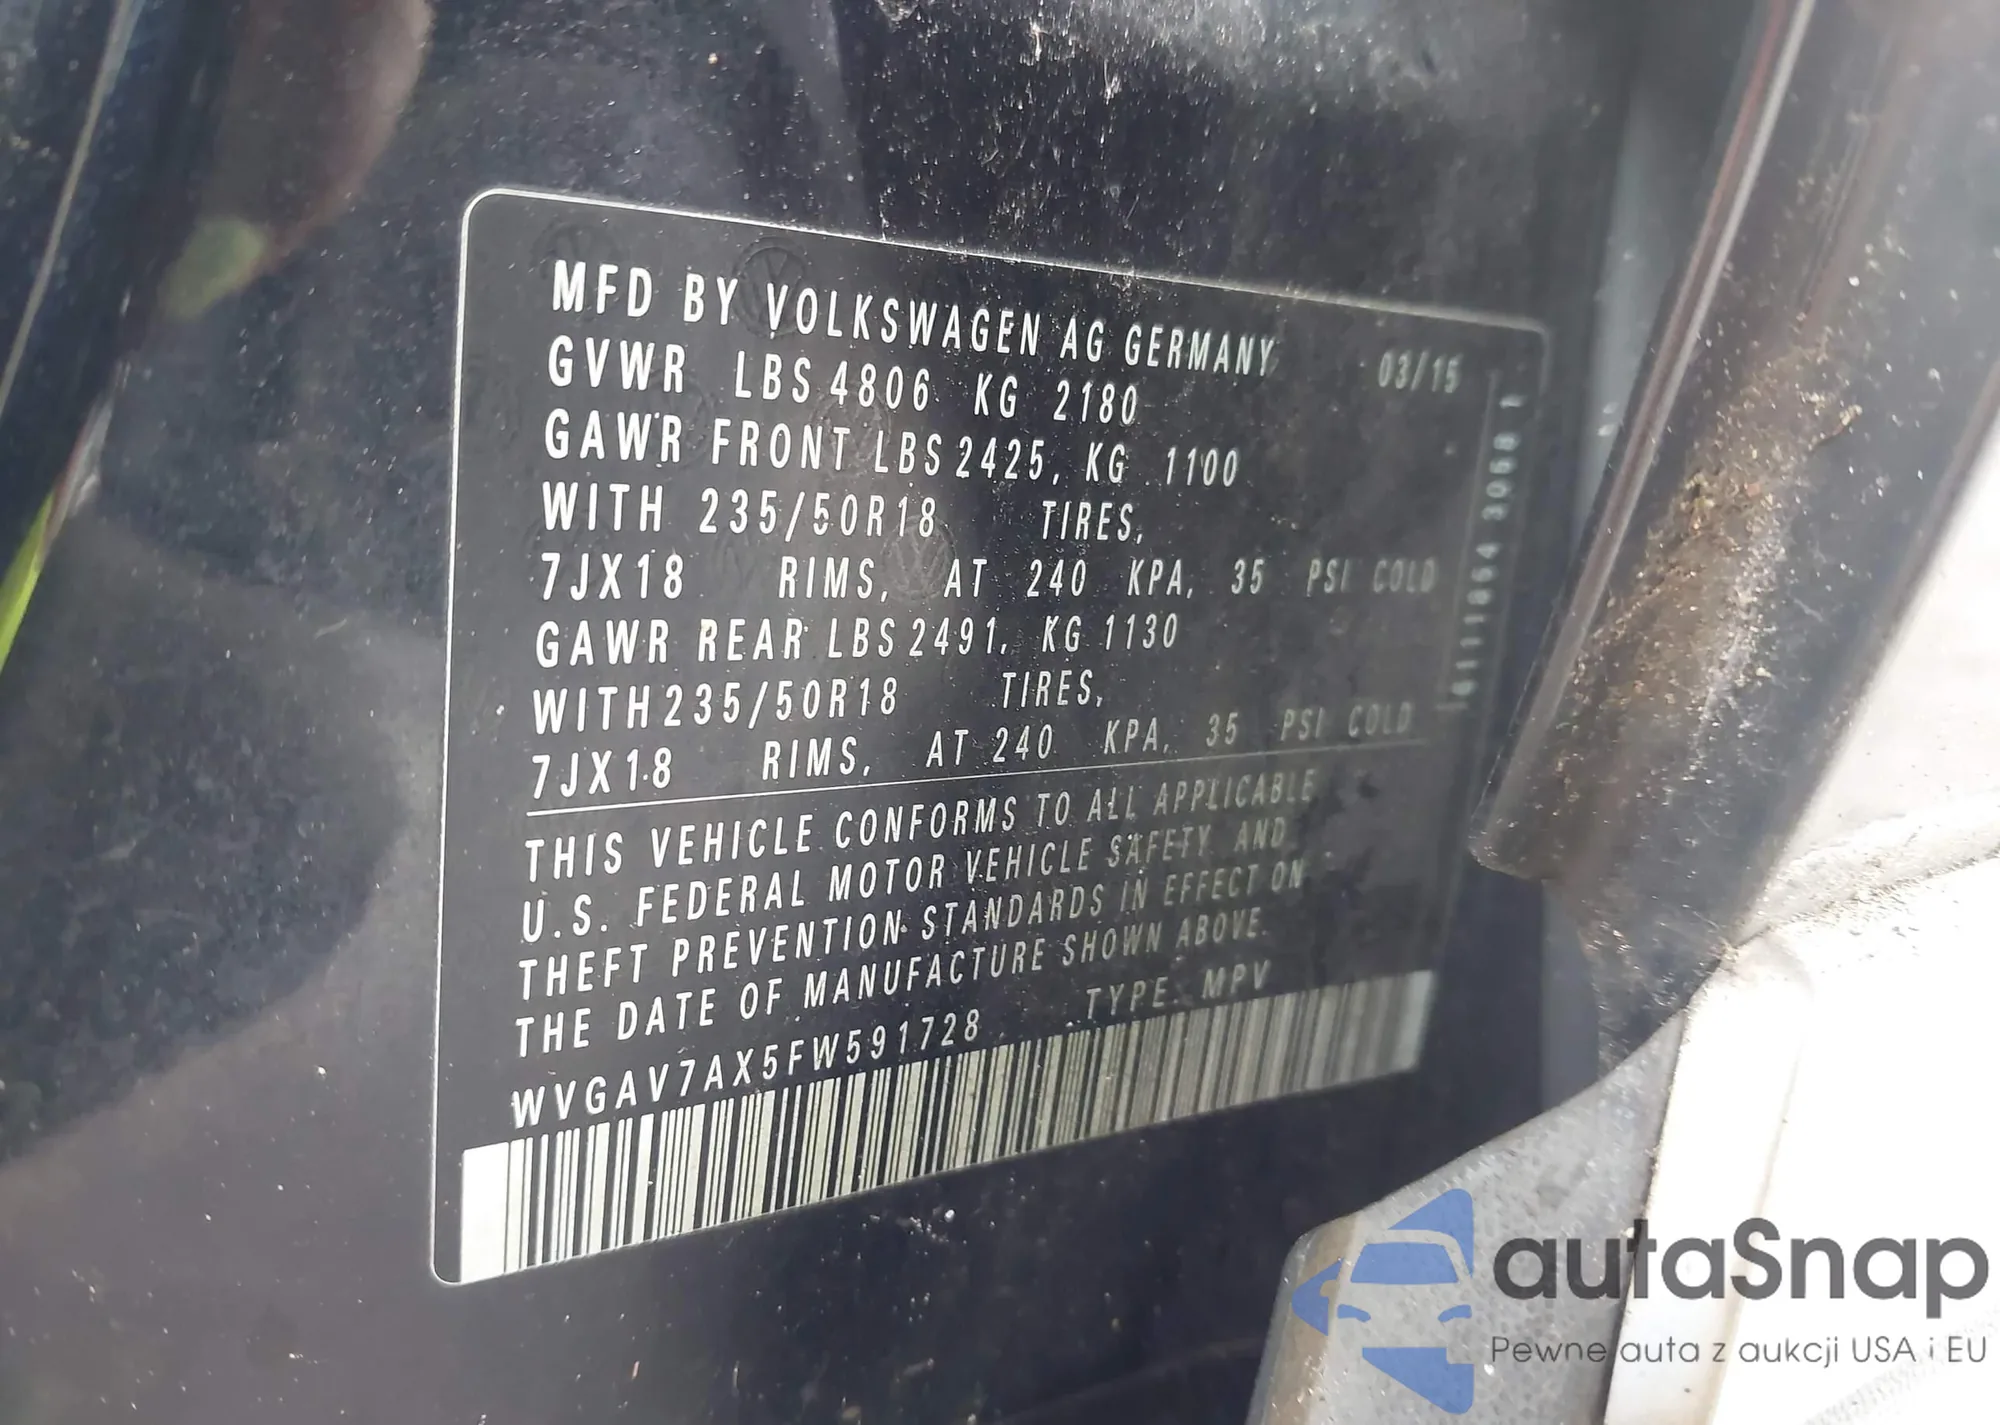 MFD BY VOLKSWAGEN AG GERMANY 03/15
GVWR LBS 4806 KG 2180
GAWR FRONT LBS 2425, KG 1100
WITH 235/50R18 TIRES,
7JX18 RIMS, AT 240 KPA, 35 PSI COLD
GAWR REAR LBS 2491, KG 1130
WITH 235/50R18 TIRES,
7JX18 RIMS, AT 240 KPA, 35 PSI COLD
THIS VEHICLE CONFORMS TO ALL APPLICABLE
U.S. FEDERAL MOTOR VEHICLE SAFETY AND
THEFT PREVENTION STANDARDS IN EFFECT ON
THE DATE OF MANUFACTURE SHOWN ABOVE.
WVGAV7AX5FW591728 TYPE: MPV
autaSnap
Pewne auta z aukcji USA i EU